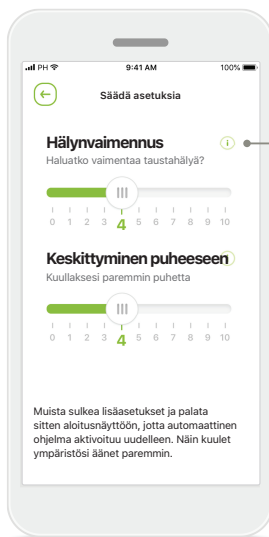 PH 9:41 AM 100%
Säädä asetuksia
Hälynvaimennus
i
Haluatko vaimentaa taustahälyä?
0 1 2 3 4 5 6 7 8 9 10
Keskittyminen puheeseen
Kuullaksesi paremmin puhetta
0 1 2 3 4 5 6 7 8 9 10
Muista sulkea lisäasetukset ja palata
sitten aloitusnäyttöön, jotta automaattinen
ohjelma aktivoituu uudelleen. Näin kuulet
ympäristösi äänet paremmin.